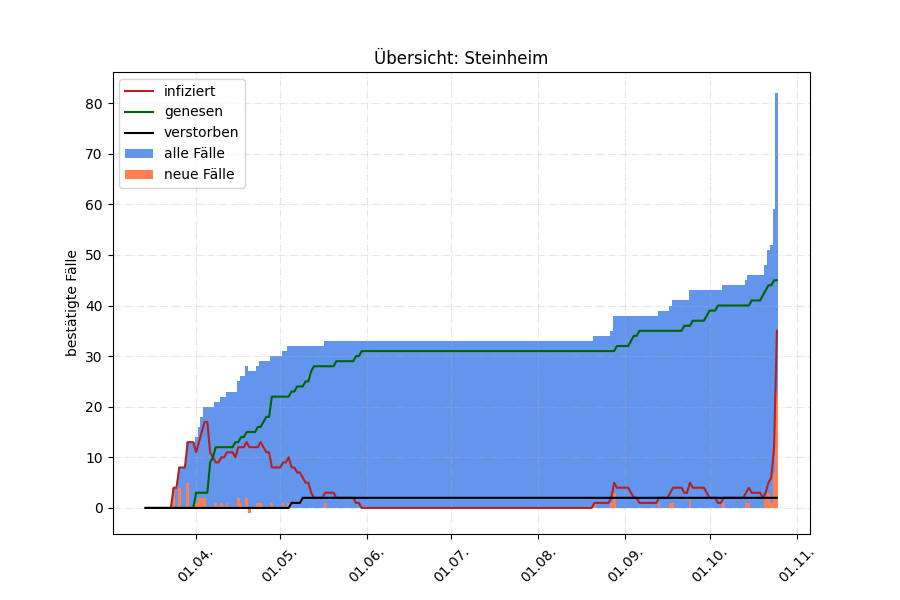 Übersicht: Steinheim
infiziert
genesen
verstorben
alle Fälle
neue Fälle
bestätigte Fälle
80
70
60
50
40
30
20
10
0
01.04.
01.05.
01.06.
01.07.
01.08.
01.09.
01.10.
01.11.